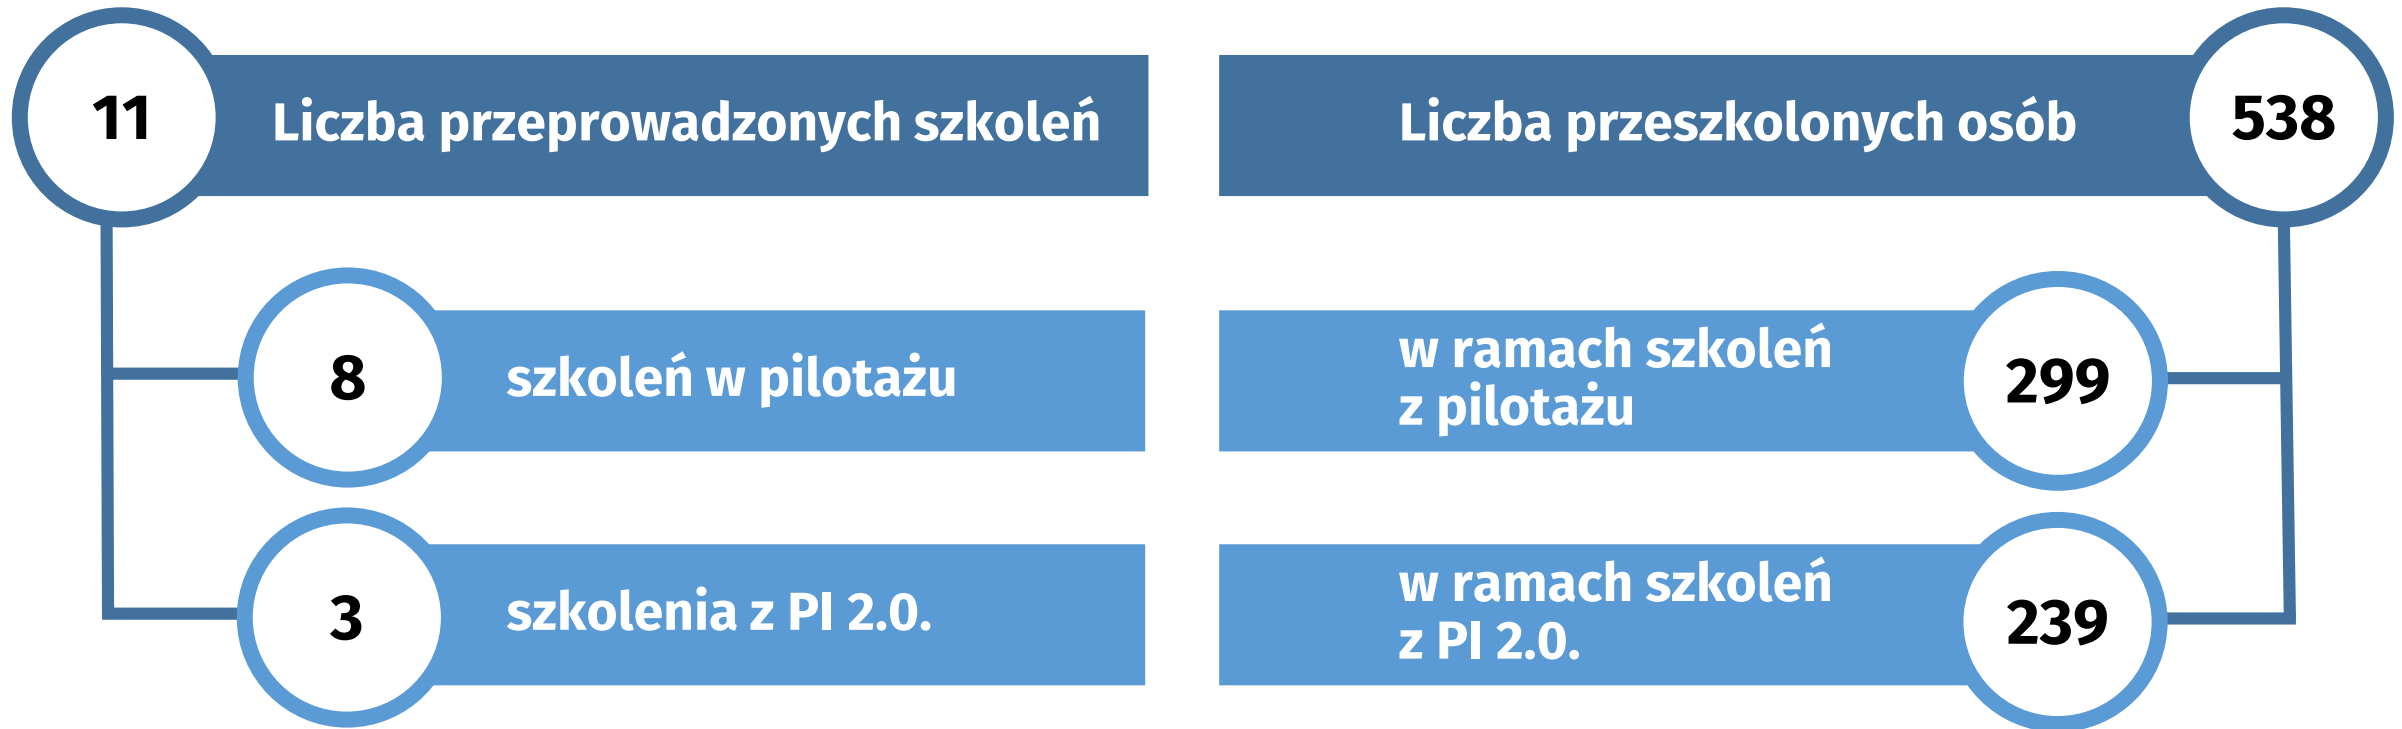 11
Liczba przeprowadzonych szkoleń
8
szkoleń w pilotażu
3
szkolenia z PI 2.0.
Liczba przeszkolonych osób
538
w ramach szkoleń
z pilotażu
299
w ramach szkoleń
z PI 2.0.
239